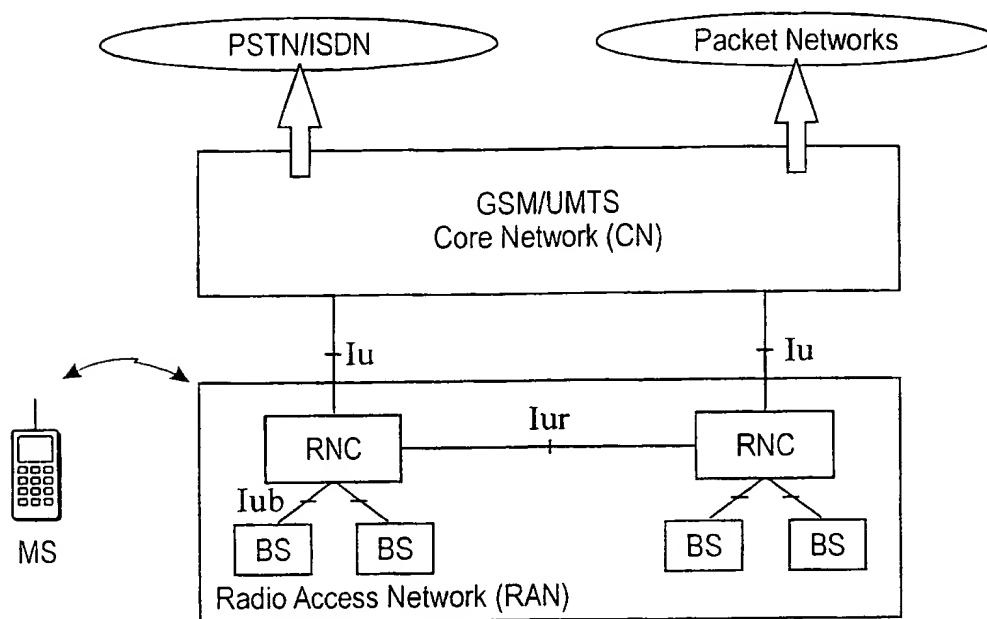 PSTN/ISDN
Packet Networks
GSM/UMTS
Core Network (CN)
Iu
Iu
Iur
RNC
RNC
Iub
BS
BS
BS
BS
MS
Radio Access Network (RAN)